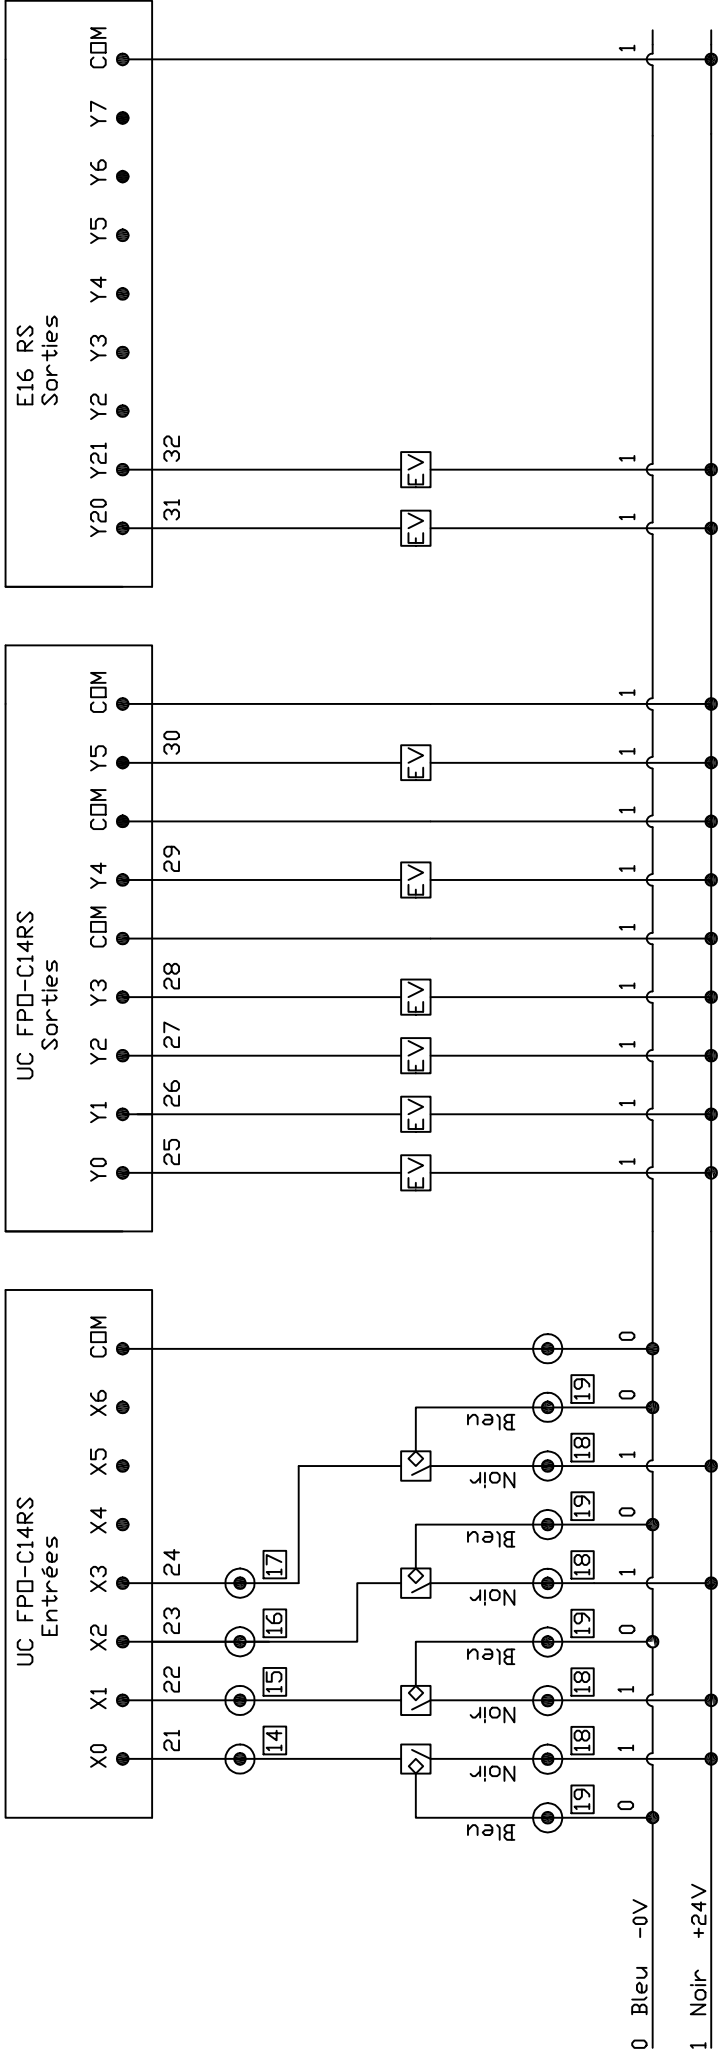 UC FPO-C14RS
Entrées
X0 X1 X2 X3 X4 X5 X6 COM
21 22 23 24
14 15 16 17
Bleu Noir Noir Bleu Noir Bleu Noir Bleu
19 18 18 19 18 19 18 19
0 1 1 0 1 0 1 0 0
UC FPO-C14RS
Sorties
Y0 Y1 Y2 Y3 COM Y4 COM Y5 COM
25 26 27 28 29 30
EV EV EV EV EV EV
1 1 1 1 1 1 1 1 1
E16 RS
Sorties
Y20 Y21 Y2 Y3 Y4 Y5 Y6 Y7 COM
31 32
EV EV
1 1 1
0 Bleu -0V
1 Noir +24V